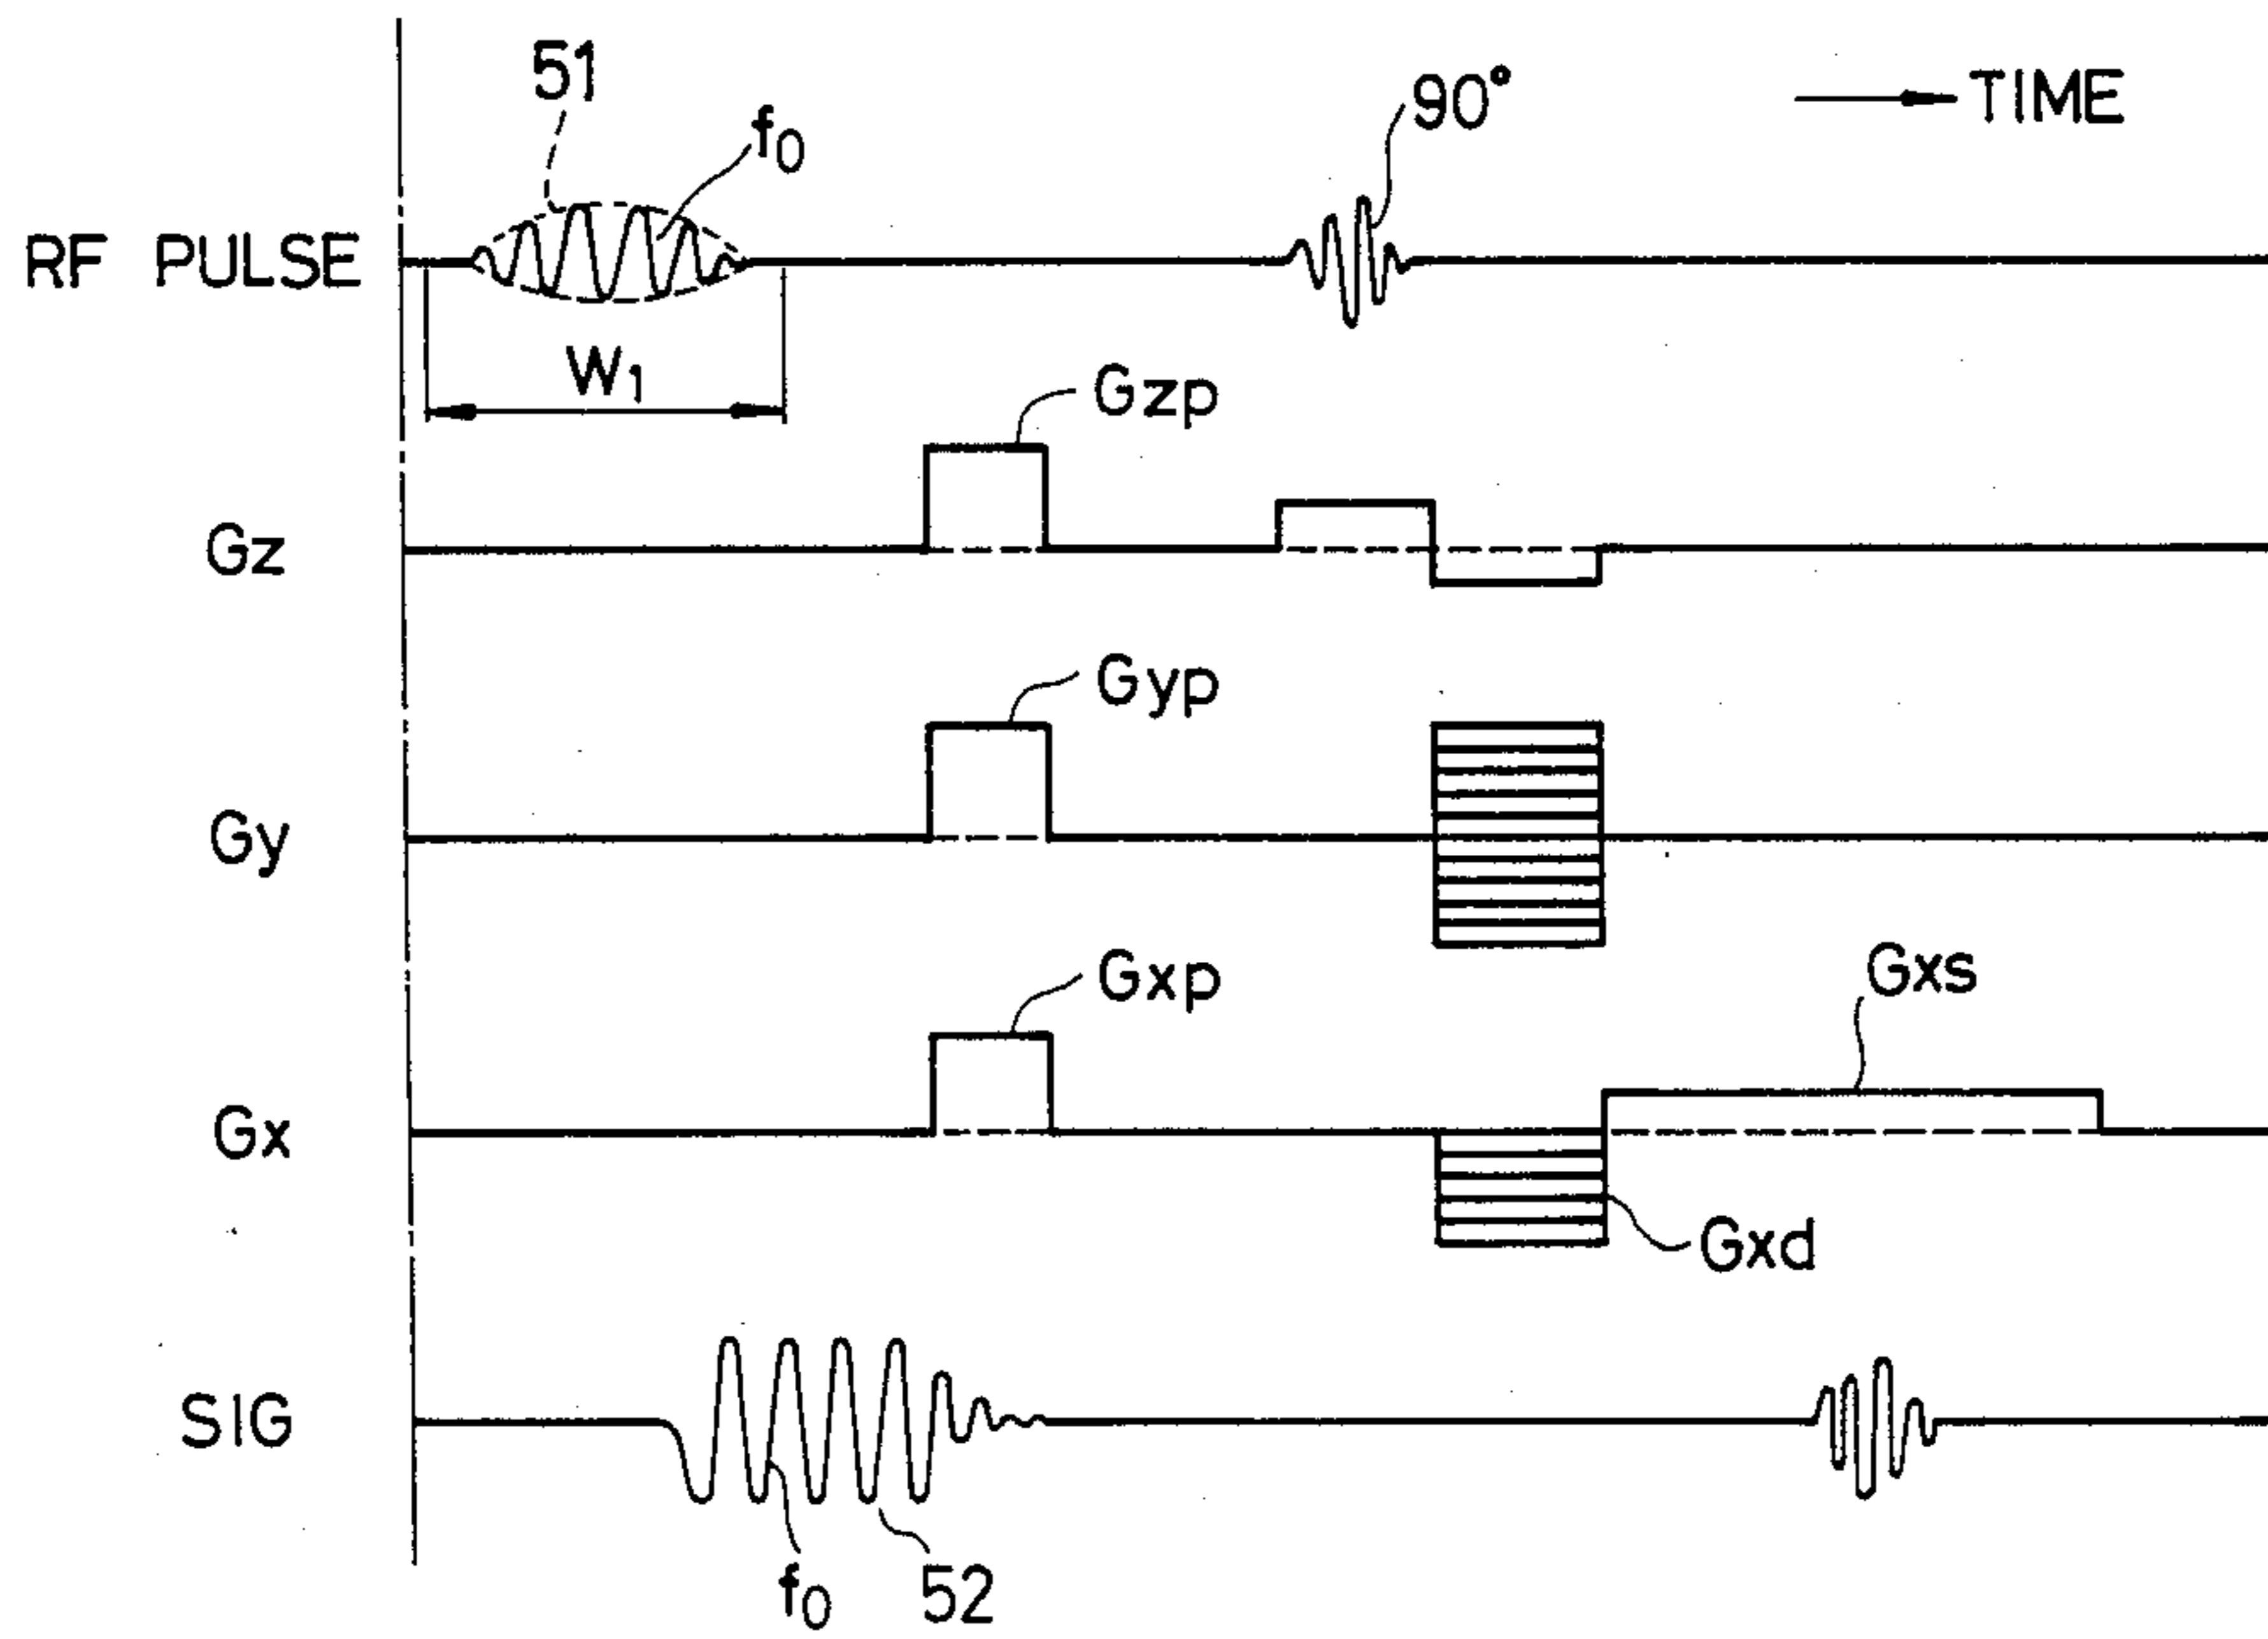 51
f0
90°
TIME
RF PULSE
W1
Gzp
Gz
Gyp
Gy
Gxp
Gxs
Gx
Gxd
SIG
f0
52